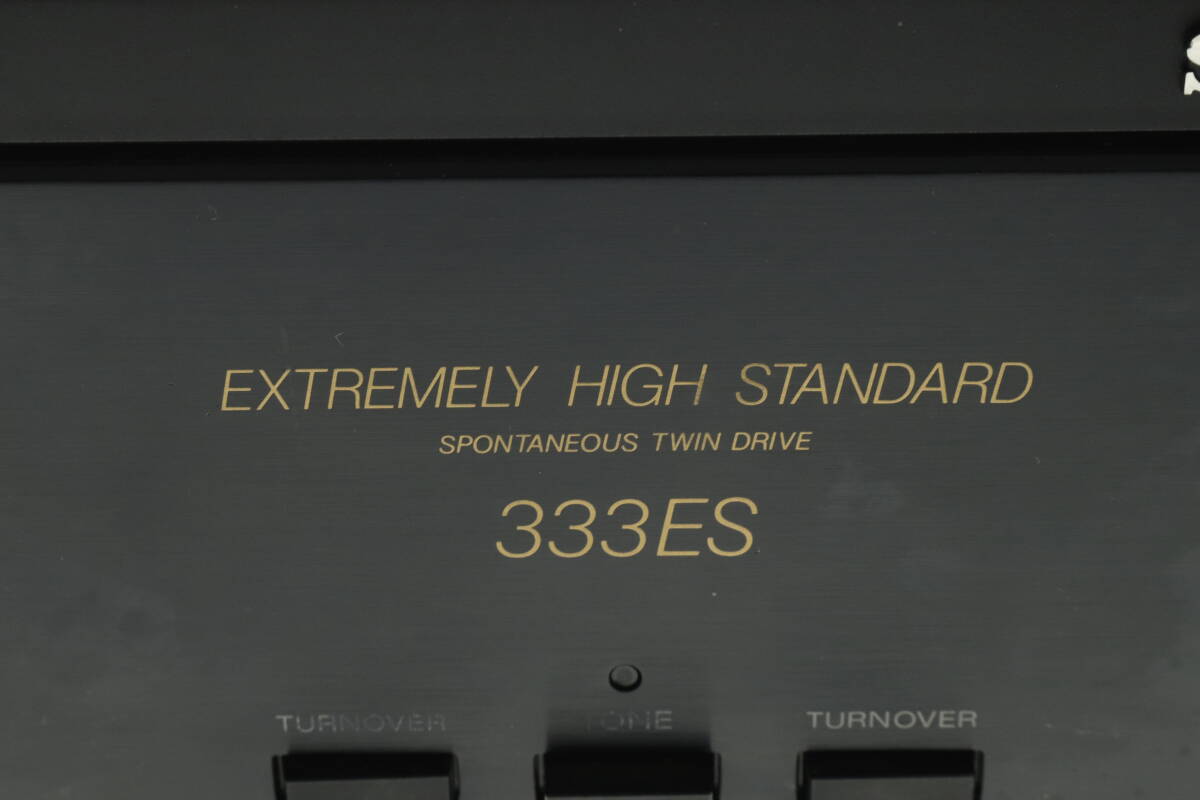 EXTREMELY HIGH STANDARD
SPONTANEOUS TWIN DRIVE
333ES
TURNOVER TONE TURNOVER